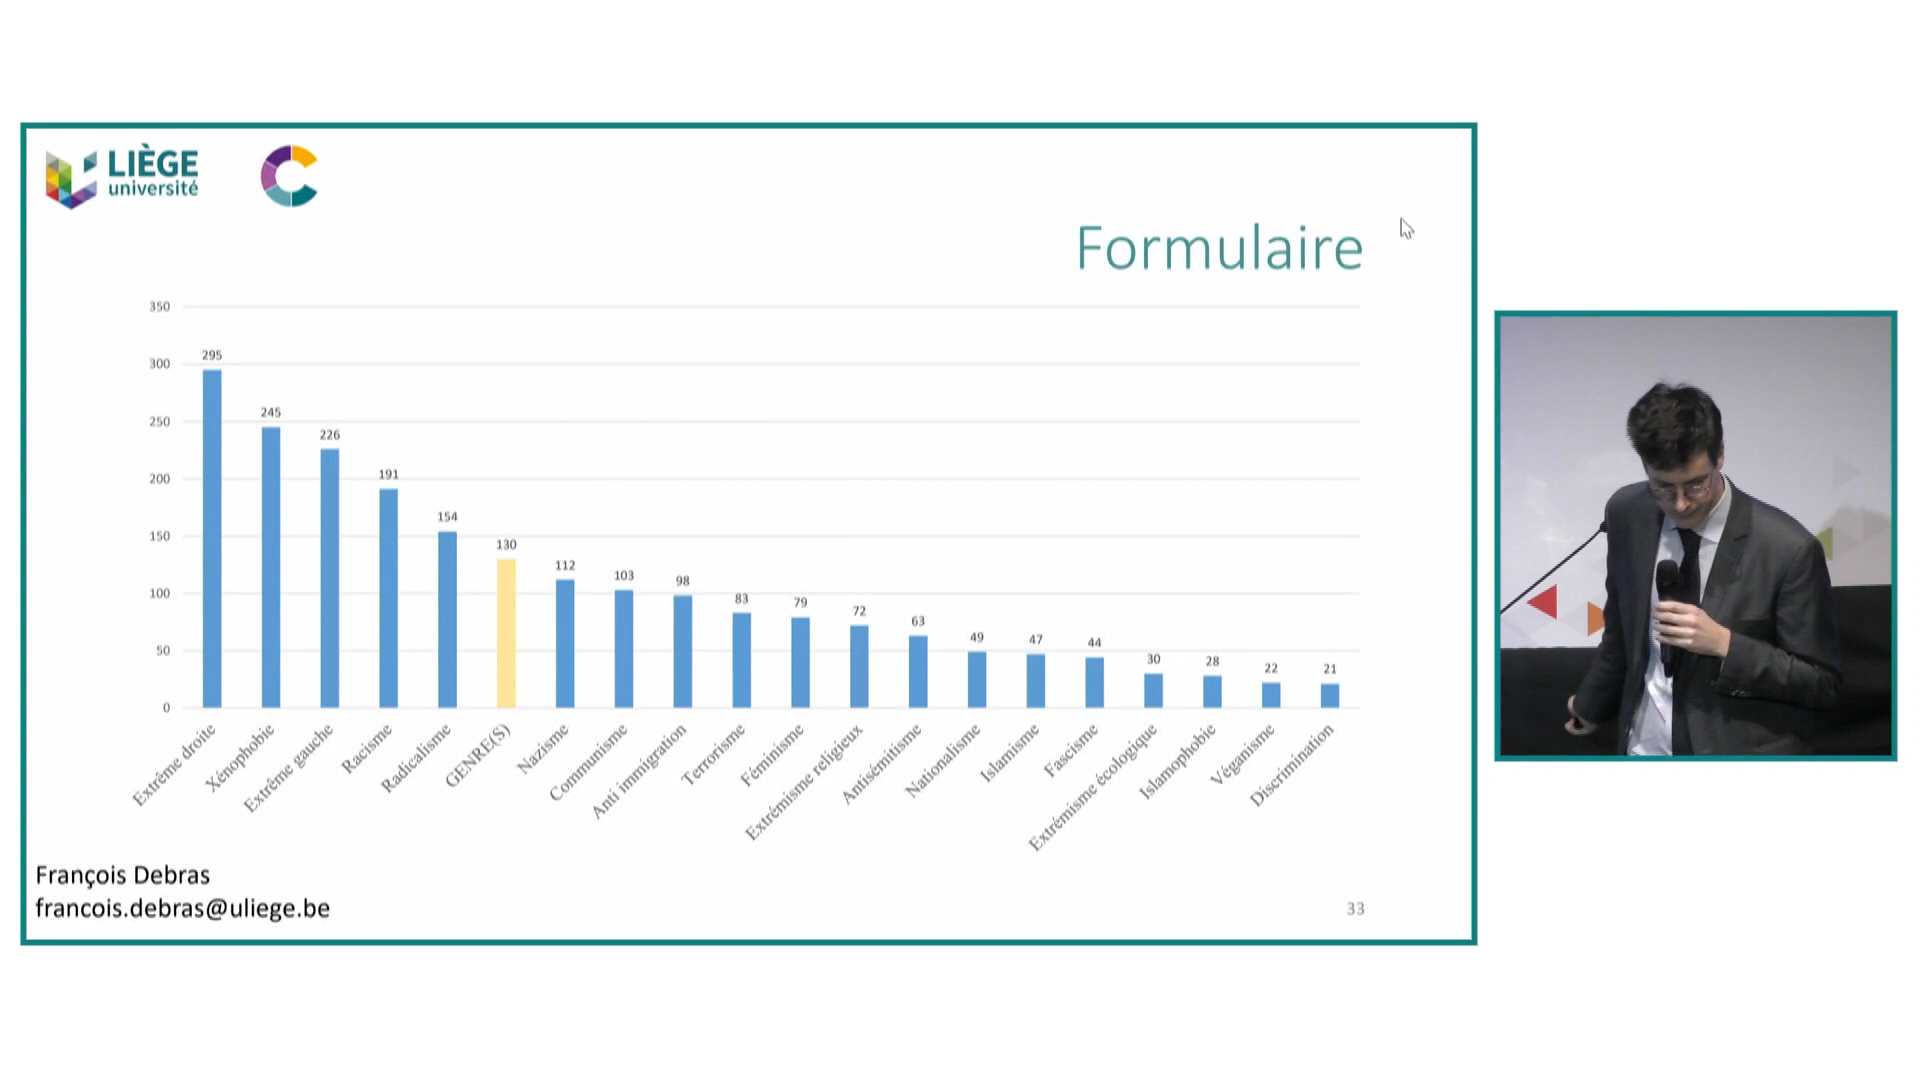 LIÈGE
université
Formulaire
350
300
250
200
150
100
50
0
295
245
226
191
154
130
112
103
98
83
79
72
63
49
47
44
30
28
22
21
Extrême droite
Xénophobie
Extrême gauche
Racisme
Radicalisme
GENRE(S)
Nazisme
Communisme
Anti immigration
Terrorisme
Féminisme
Extrémisme religieux
Antisémitisme
Nationalisme
Islamisme
Fascisme
Extrémisme écologique
Islamophobie
Véganisme
Discrimination
François Debras
francois.debras@uliege.be
33